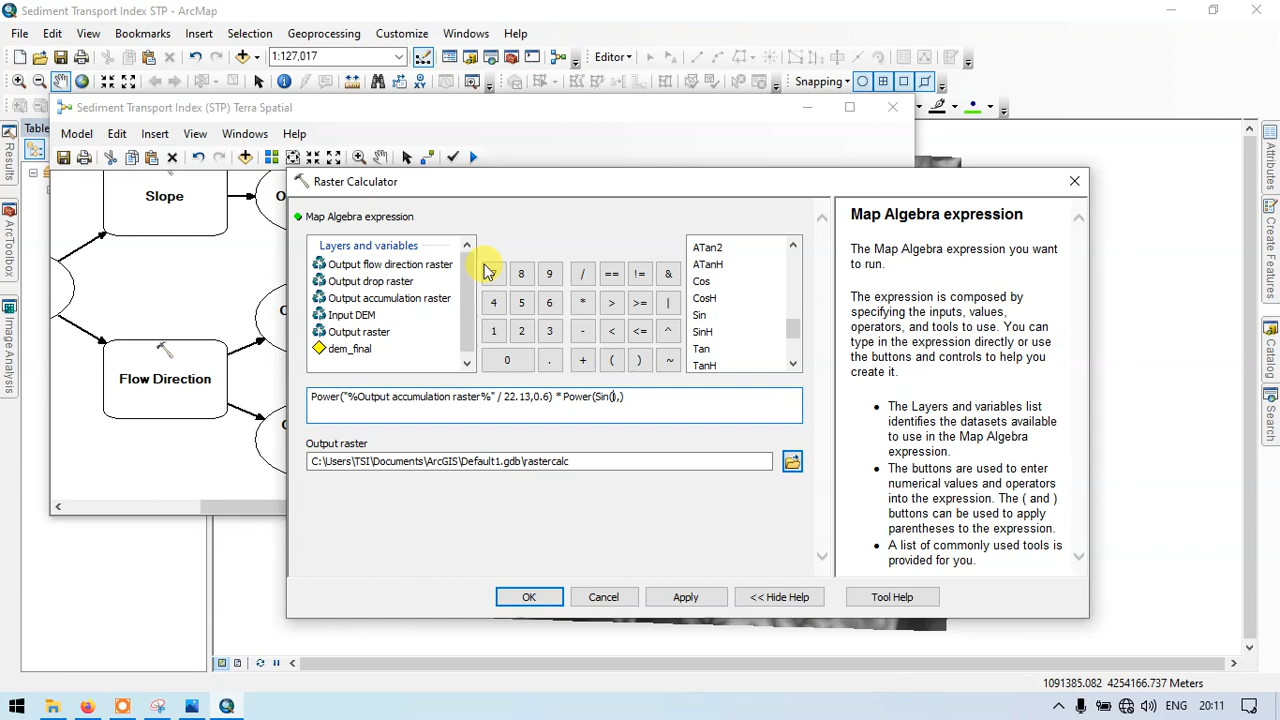 Sediment Transport Index STP - ArcMap
File Edit View Bookmarks Insert Selection Geoprocessing Customize Windows Help
1:127,017
Editor
Snapping
Sediment Transport Index (STP) Terra Spatial
Table
Model Edit Insert View Windows Help
Results
ArcToolbox
Image Analysis
Attributes
Catalog
Create Features
Slope
Flow Direction
Raster Calculator
Map Algebra expression
Layers and variables
Output flow direction raster
Output drop raster
Output accumulation raster
Input DEM
Output raster
dem_final
7 8 9 / == != &
4 5 6 * > >= |
1 2 3 - < <= ^
0 . + ( ) ~
ATan2
ATanH
Cos
CosH
Sin
SinH
Tan
TanH
Power("%Output accumulation raster%" / 22.13,0.6) * Power(Sin(),)
Output raster
C:\Users\TSI\Documents\ArcGIS\Default1.gdb\rastercalc
OK Cancel Apply << Hide Help Tool Help
Map Algebra expression
The Map Algebra expression you want
to run.
The expression is composed by
specifying the inputs, values,
operators, and tools to use. You can
type in the expression directly or use
the buttons and controls to help you
create it.
• The Layers and variables list
identifies the datasets available
to use in the Map Algebra
expression.
• The buttons are used to enter
numerical values and operators
into the expression. The ( and )
buttons can be used to apply
parentheses to the expression.
• A list of commonly used tools is
provided for you.
1091385.082 4254166.737 Meters
ENG 20:11